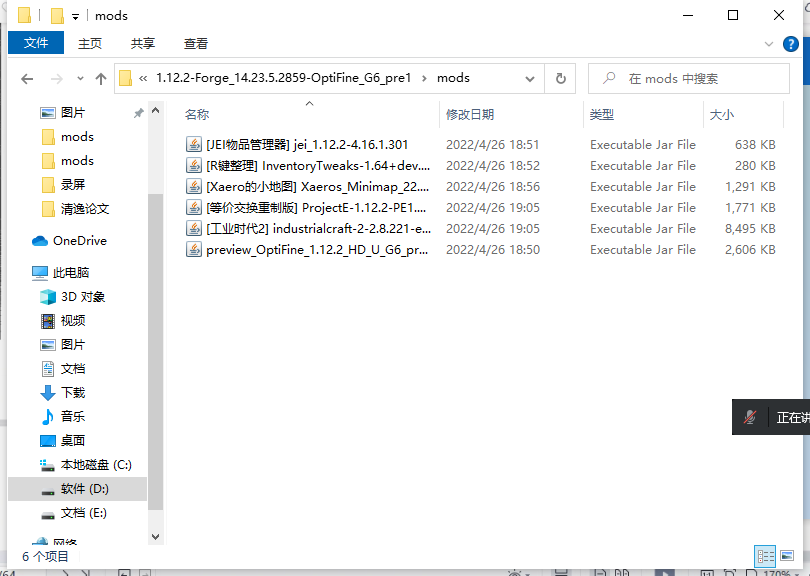 mods
文件 主页 共享 查看
« 1.12.2-Forge_14.23.5.2859-OptiFine_G6_pre1 › mods
在 mods 中搜索
图片
mods
mods
录屏
清逸论文
OneDrive
此电脑
3D 对象
视频
图片
文档
下载
音乐
桌面
本地磁盘 (C:)
软件 (D:)
文档 (E:)
网络
名称 修改日期 类型 大小
[JEI物品管理器] jei_1.12.2-4.16.1.301 2022/4/26 18:51 Executable Jar File 638 KB
[R键整理] InventoryTweaks-1.64+dev.... 2022/4/26 18:52 Executable Jar File 280 KB
[Xaero的小地图] Xaeros_Minimap_22.... 2022/4/26 18:56 Executable Jar File 1,291 KB
[等价交换重制版] ProjectE-1.12.2-PE1.... 2022/4/26 19:05 Executable Jar File 1,771 KB
[工业时代2] industrialcraft-2-2.8.221-e... 2022/4/26 19:05 Executable Jar File 8,495 KB
preview_OptiFine_1.12.2_HD_U_G6_pr... 2022/4/26 18:50 Executable Jar File 2,606 KB
正在讲
6 个项目
170%